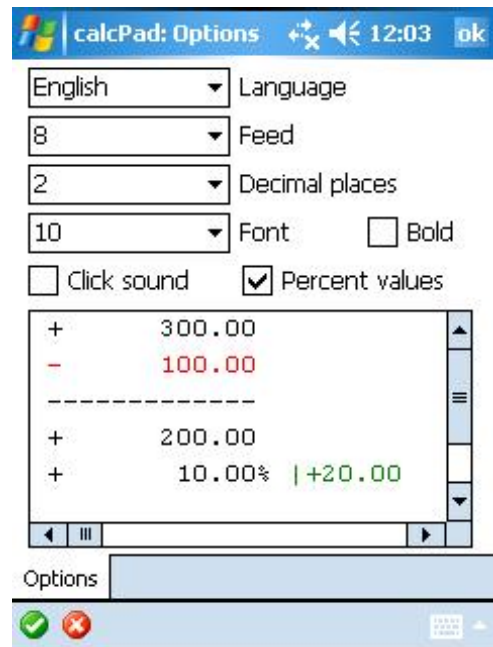 calcPad: Options 12:03 ok
English Language
8 Feed
2 Decimal places
10 Font Bold
Click sound Percent values
+ 300.00
- 100.00
--------------
+ 200.00
+ 10.00% |+20.00
Options